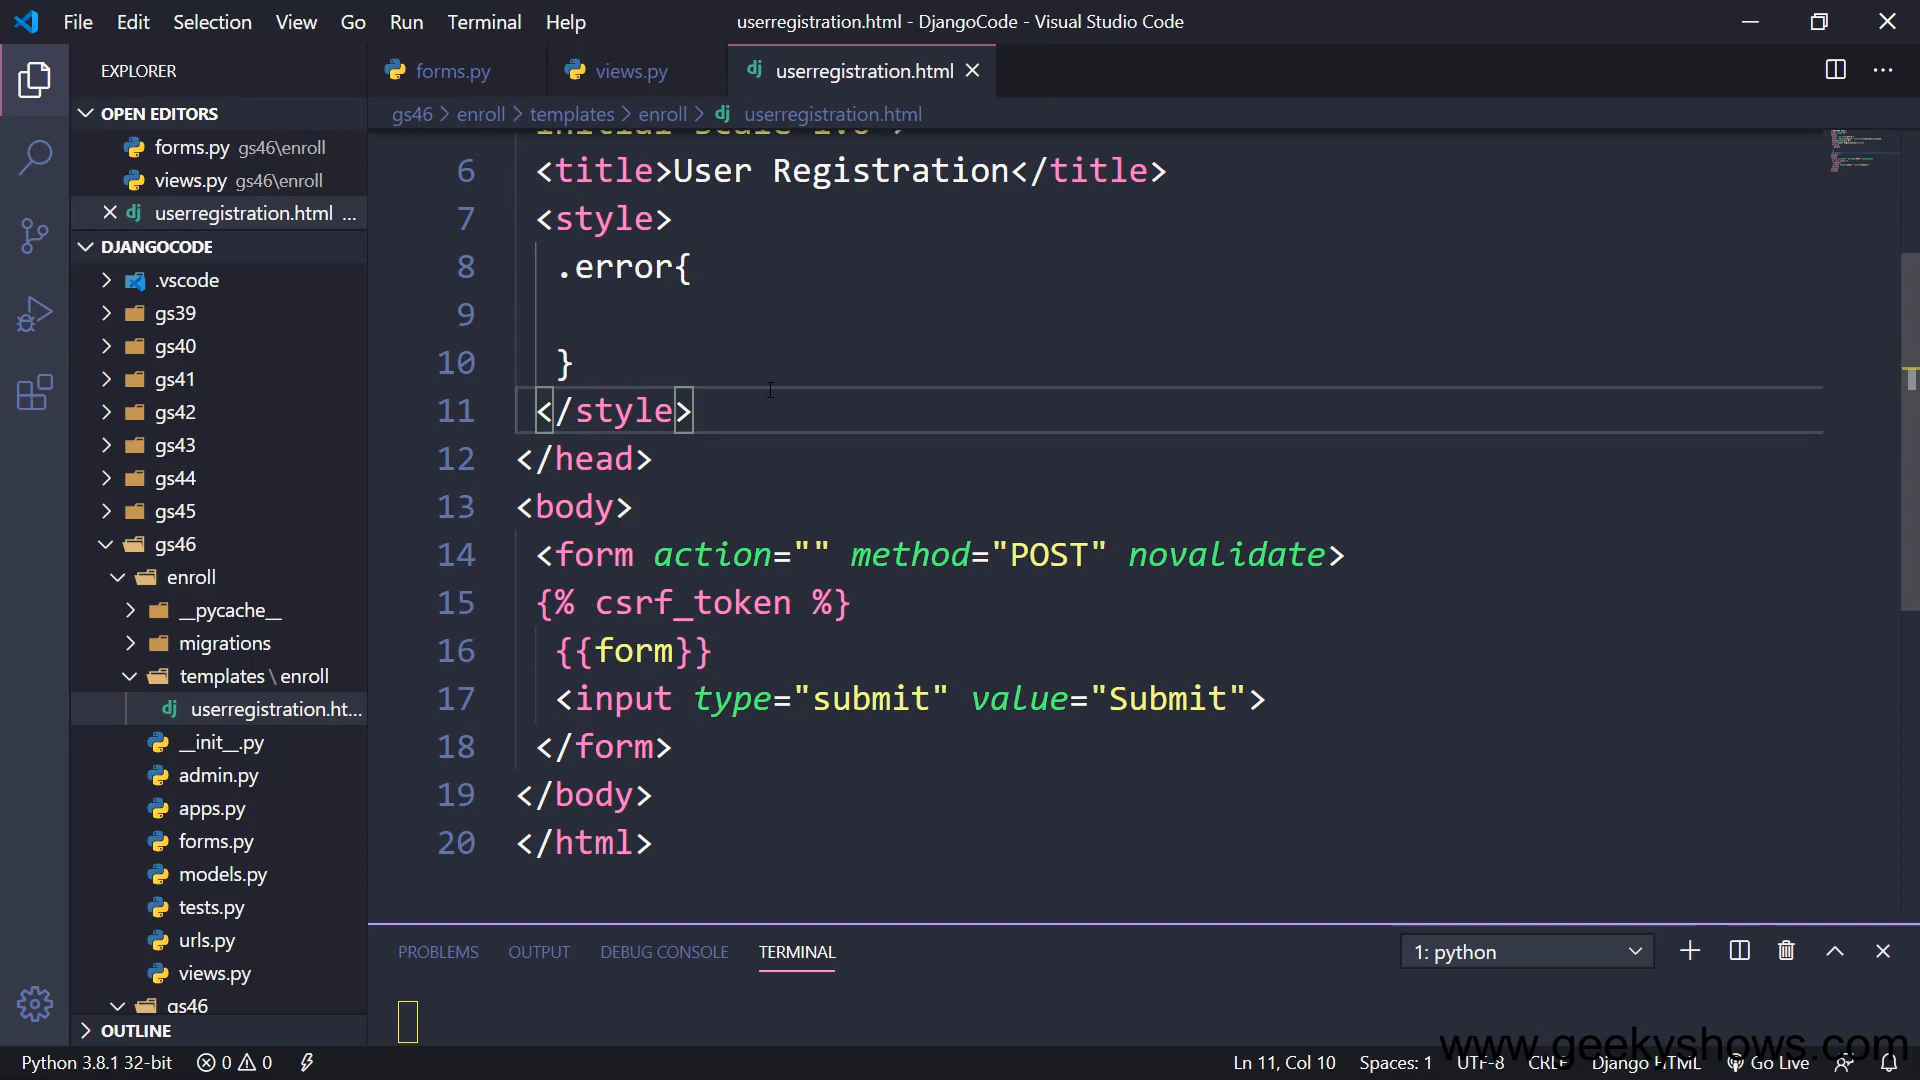 File Edit Selection View Go Run Terminal Help
userregistration.html - DjangoCode - Visual Studio Code
EXPLORER
OPEN EDITORS
forms.py gs46\enroll
views.py gs46\enroll
userregistration.html ...
DJANGOCODE
.vscode
gs39
gs40
gs41
gs42
gs43
gs44
gs45
gs46
enroll
__pycache__
migrations
templates\enroll
userregistration.ht...
__init__.py
admin.py
apps.py
forms.py
models.py
tests.py
urls.py
views.py
gs46
OUTLINE
forms.py
views.py
userregistration.html
gs46 > enroll > templates > enroll > userregistration.html
6 <title>User Registration</title>
7 <style>
8 .error{
9
10 }
11 </style>
12 </head>
13 <body>
14 <form action="" method="POST" novalidate>
15 {% csrf_token %}
16 {{form}}
17 <input type="submit" value="Submit">
18 </form>
19 </body>
20 </html>
PROBLEMS OUTPUT DEBUG CONSOLE TERMINAL
1: python
www.geekyshows.com
Python 3.8.1 32-bit 0 0
Ln 11, Col 10 Spaces: 1 UTF-8 CRLF Django HTML Go Live